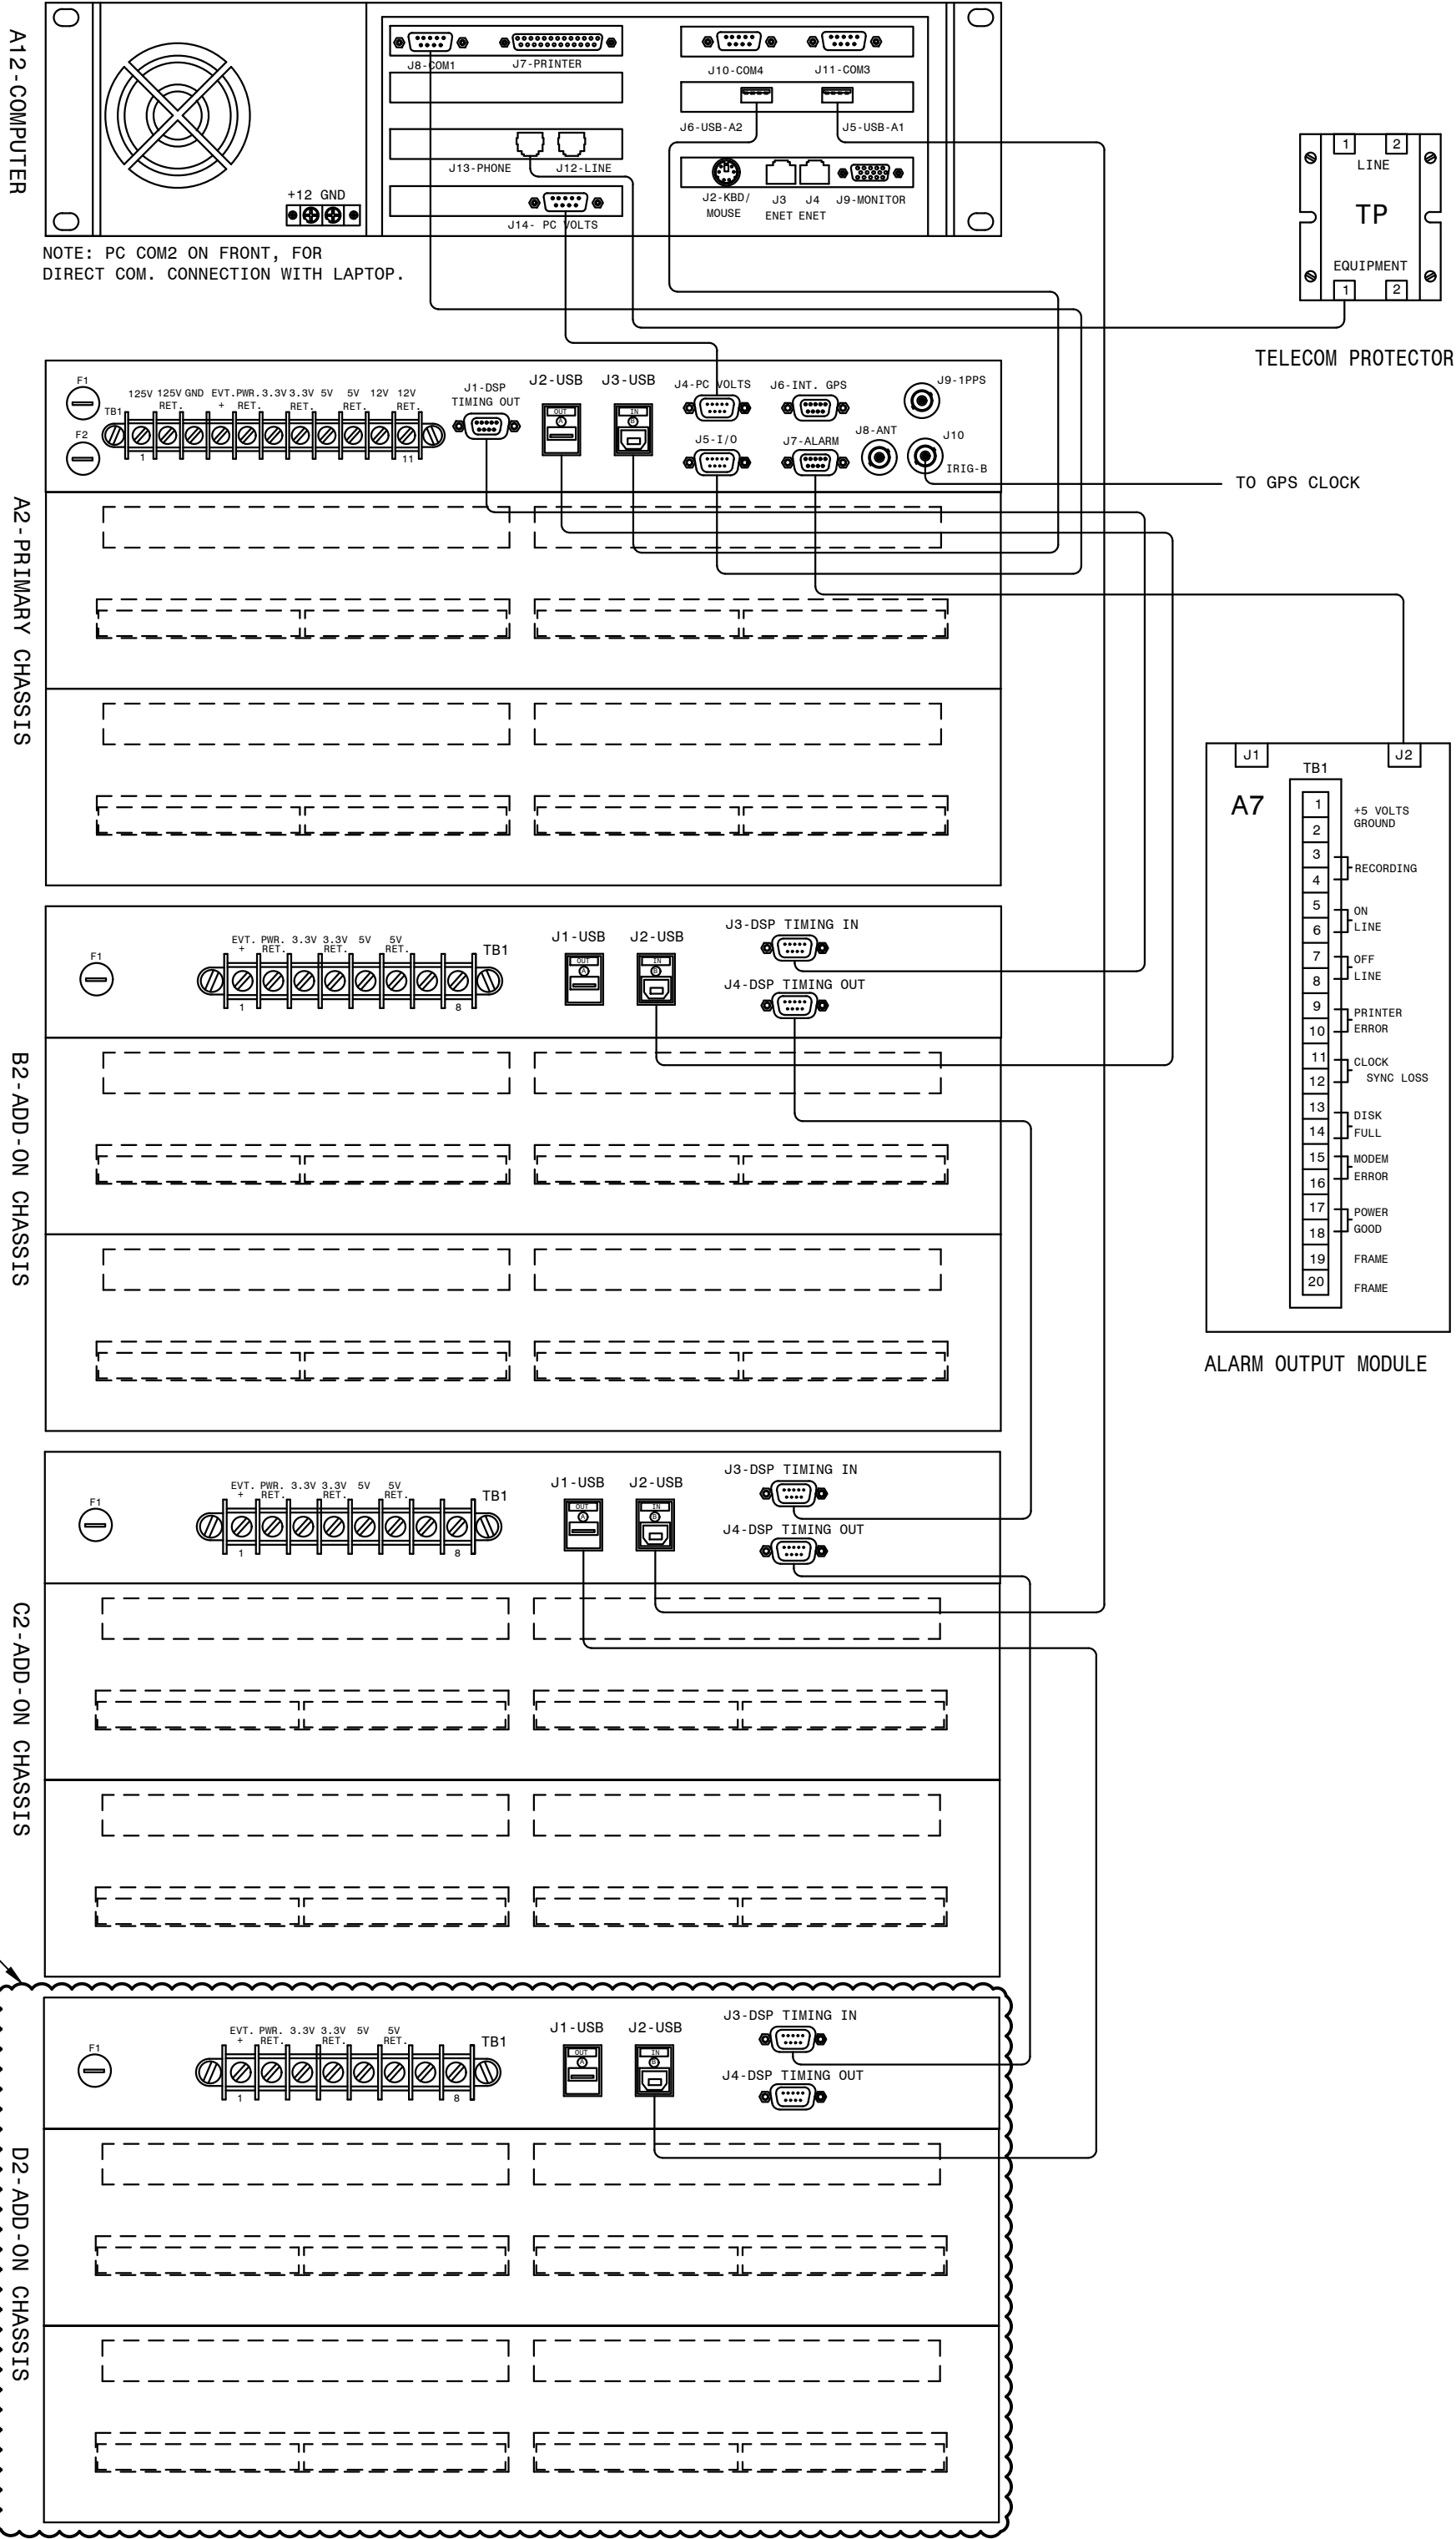 A12-COMPUTER
J8-COM1
J7-PRINTER
J10-COM4
J11-COM3
J6-USB-A2
J5-USB-A1
J13-PHONE
J12-LINE
+12 GND
J2-KBD/
MOUSE
J3
ENET
J4
ENET
J9-MONITOR
J14- PC VOLTS
NOTE: PC COM2 ON FRONT, FOR
DIRECT COM. CONNECTION WITH LAPTOP.
1
2
LINE
TP
EQUIPMENT
1
2
TELECOM PROTECTOR
A2-PRIMARY CHASSIS
F1
F2
TB1
125V 125V GND EVT. PWR. 3.3V 3.3V 5V 5V 12V 12V
RET. + RET. RET. RET. RET.
1
11
J1-DSP
TIMING OUT
J2-USB
OUT
A
J3-USB
IN
B
J4-PC VOLTS
J6-INT. GPS
J9-1PPS
J5-I/O
J7-ALARM
J8-ANT
J10
IRIG-B
TO GPS CLOCK
J1
J2
TB1
A7
1
2
3
4
5
6
7
8
9
10
11
12
13
14
15
16
17
18
19
20
+5 VOLTS
GROUND
RECORDING
ON
LINE
OFF
LINE
PRINTER
ERROR
CLOCK
SYNC LOSS
DISK
FULL
MODEM
ERROR
POWER
GOOD
FRAME
FRAME
ALARM OUTPUT MODULE
B2-ADD-ON CHASSIS
F1
EVT. PWR. 3.3V 3.3V 5V 5V
+ RET. RET. RET.
TB1
1
8
J1-USB
OUT
A
J2-USB
IN
B
J3-DSP TIMING IN
J4-DSP TIMING OUT
C2-ADD-ON CHASSIS
F1
EVT. PWR. 3.3V 3.3V 5V 5V
+ RET. RET. RET.
TB1
1
8
J1-USB
OUT
A
J2-USB
IN
B
J3-DSP TIMING IN
J4-DSP TIMING OUT
D2-ADD-ON CHASSIS
F1
EVT. PWR. 3.3V 3.3V 5V 5V
+ RET. RET. RET.
TB1
1
8
J1-USB
OUT
A
J2-USB
IN
B
J3-DSP TIMING IN
J4-DSP TIMING OUT